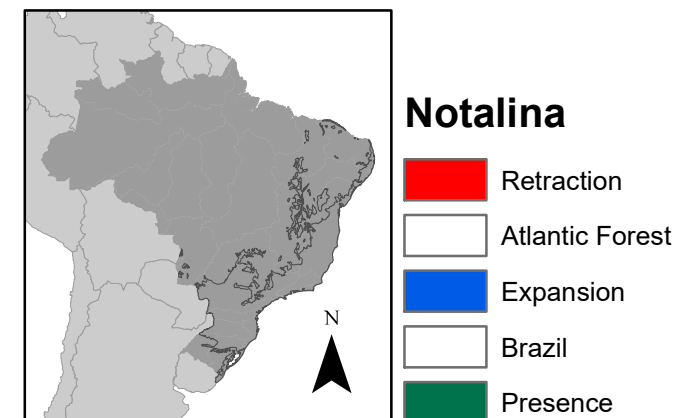 Notalina
Retraction
Atlantic Forest
Expansion
Brazil
Presence
N